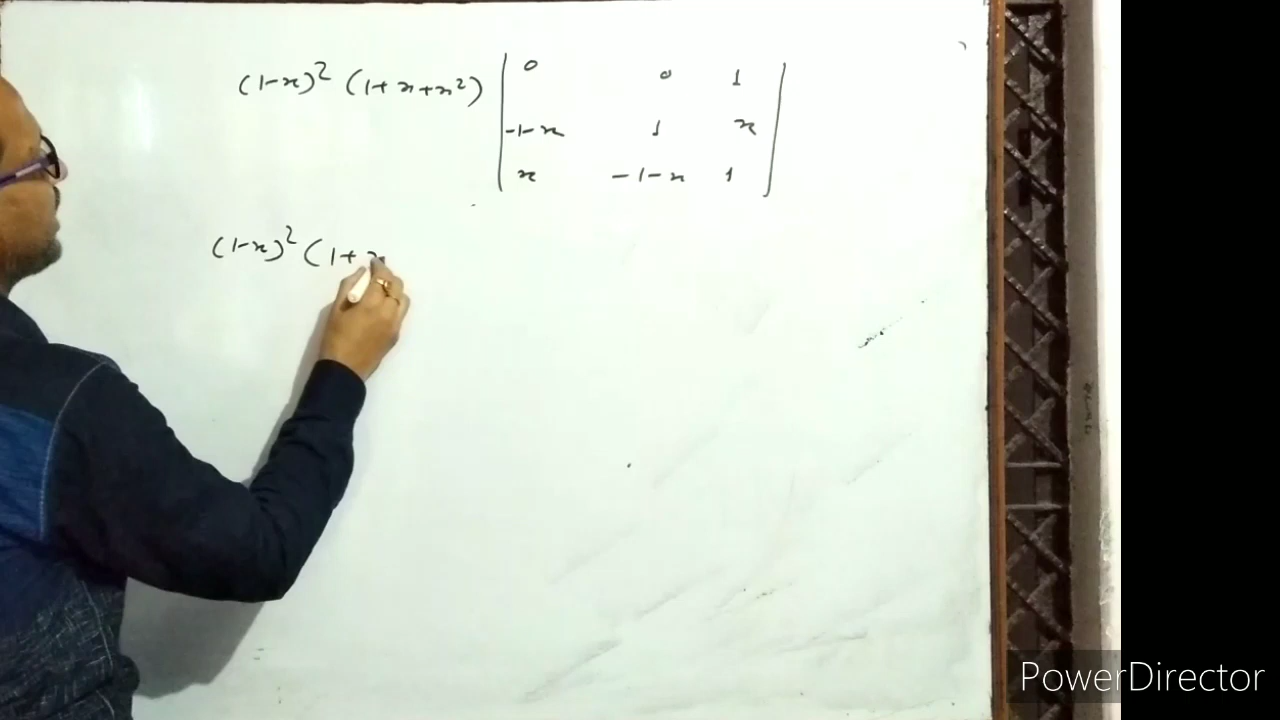 (1-x)² (1+x+x²) | 0 0 1 |
| -1-x 1 x |
| x -1-x 1 |
(1-x)² (1+x
PowerDirector